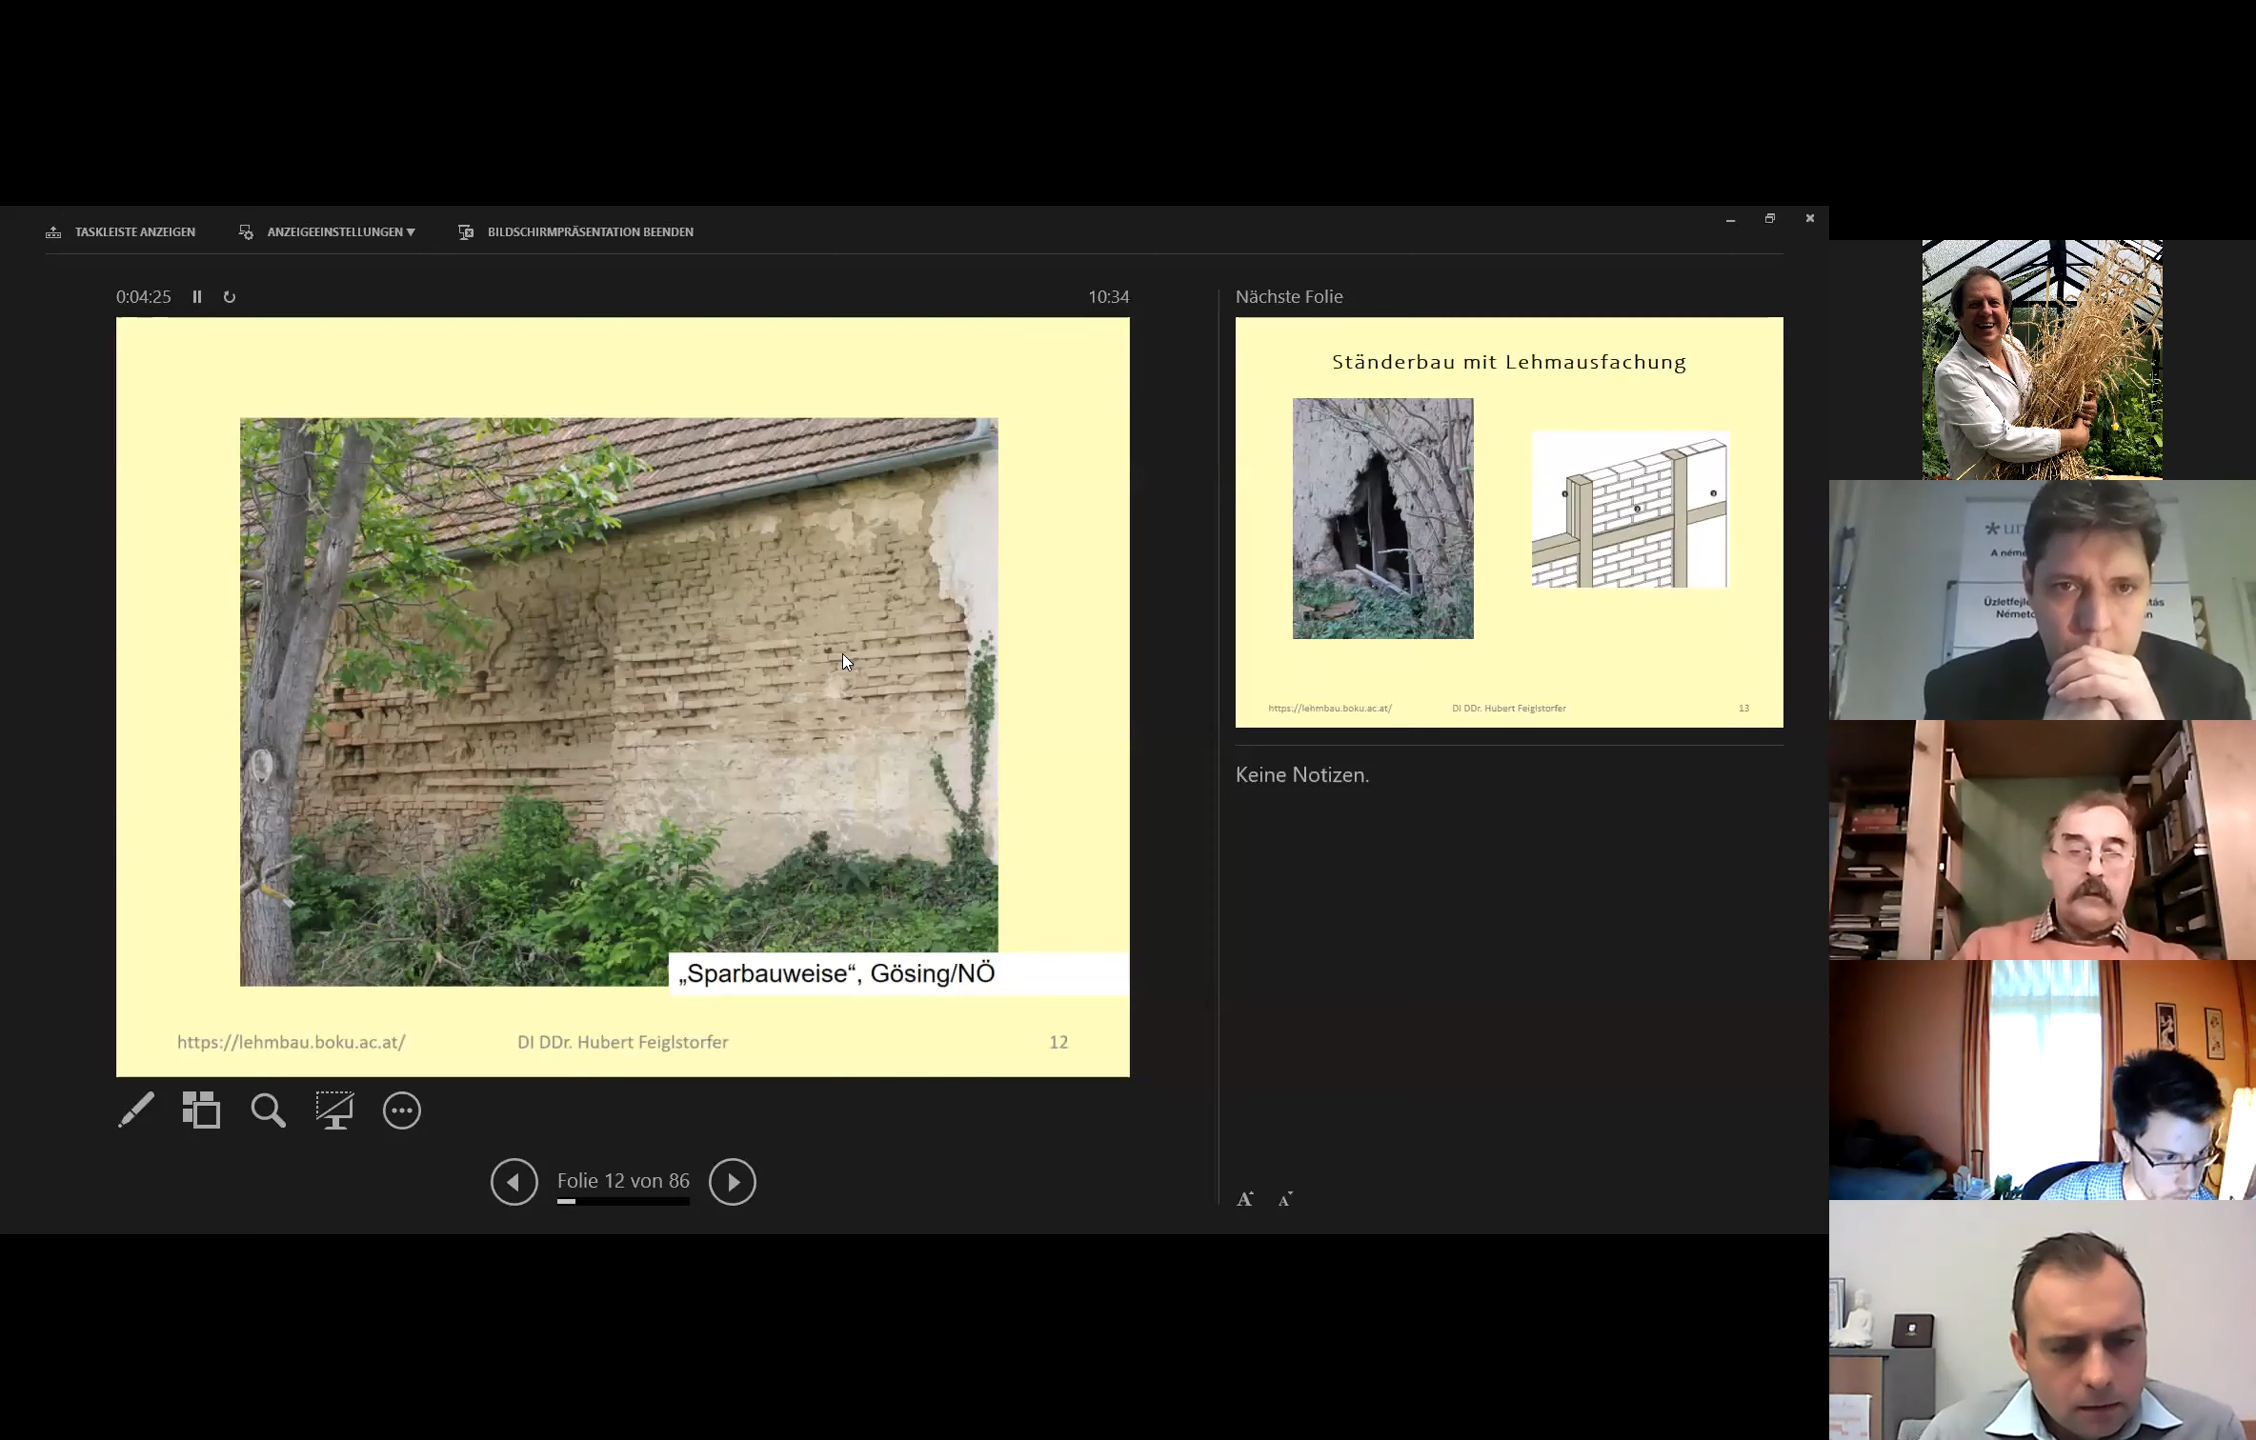 TASKLEISTE ANZEIGEN
ANZEIGEEINSTELLUNGEN ▼
BILDSCHIRMPRÄSENTATION BEENDEN
0:04:25
10:34
„Sparbauweise“, Gösing/NÖ
https://lehmbau.boku.ac.at/
DI DDr. Hubert Feiglstorfer
12
Folie 12 von 86
Nächste Folie
Ständerbau mit Lehmausfachung
https://lehmbau.boku.ac.at/
DI DDr. Hubert Feiglstorfer
13
Keine Notizen.
A A
A